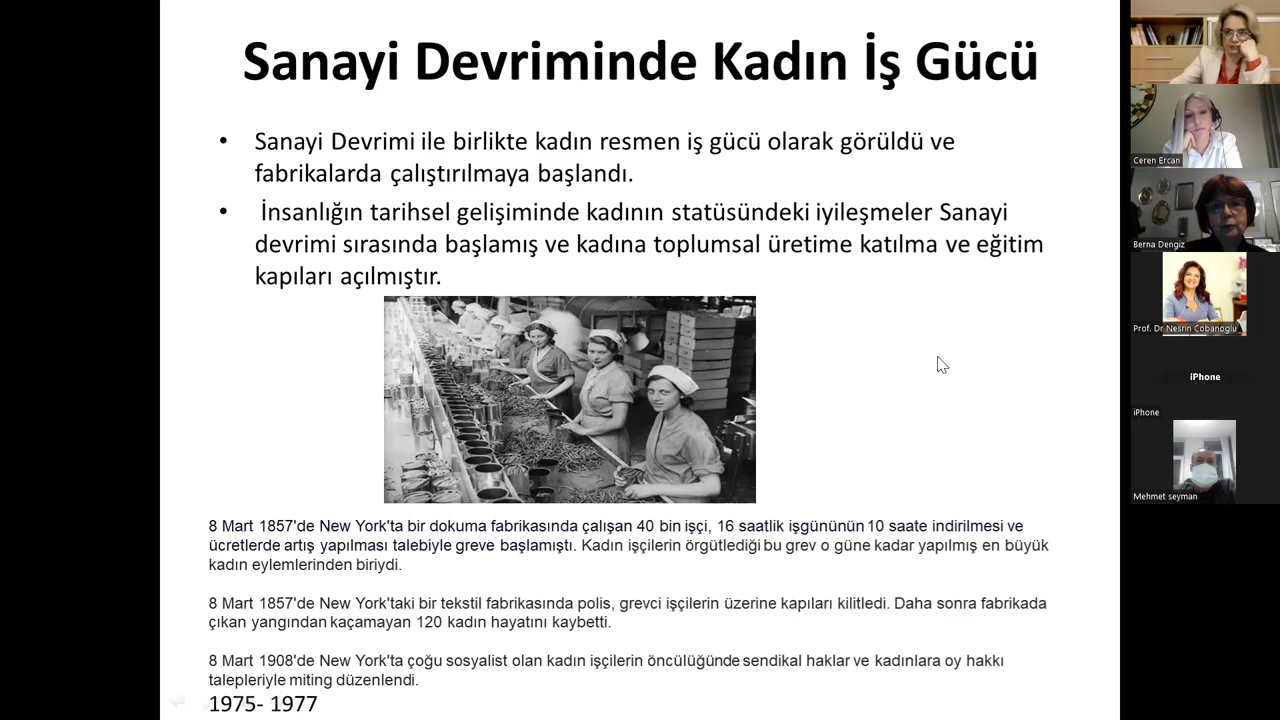 Sanayi Devriminde Kadın İş Gücü
• Sanayi Devrimi ile birlikte kadın resmen iş gücü olarak görüldü ve
fabrikalarda çalıştırılmaya başlandı.
• İnsanlığın tarihsel gelişiminde kadının statüsündeki iyileşmeler Sanayi
devrimi sırasında başlamış ve kadına toplumsal üretime katılma ve eğitim
kapıları açılmıştır.
8 Mart 1857'de New York'ta bir dokuma fabrikasında çalışan 40 bin işçi, 16 saatlik işgününün 10 saate indirilmesi ve
ücretlerde artış yapılması talebiyle greve başlamıştı. Kadın işçilerin örgütlediği bu grev o güne kadar yapılmış en büyük
kadın eylemlerinden biriydi.
8 Mart 1857'de New York'taki bir tekstil fabrikasında polis, grevci işçilerin üzerine kapıları kilitledi. Daha sonra fabrikada
çıkan yangından kaçamayan 120 kadın hayatını kaybetti.
8 Mart 1908'de New York'ta çoğu sosyalist olan kadın işçilerin öncülüğünde sendikal haklar ve kadınlara oy hakkı
talepleriyle miting düzenlendi.
1975- 1977
Ceren Ercan
Berna Dengiz
Prof. Dr Nesrin Cobanoglu
iPhone
iPhone
Mehmet seyman